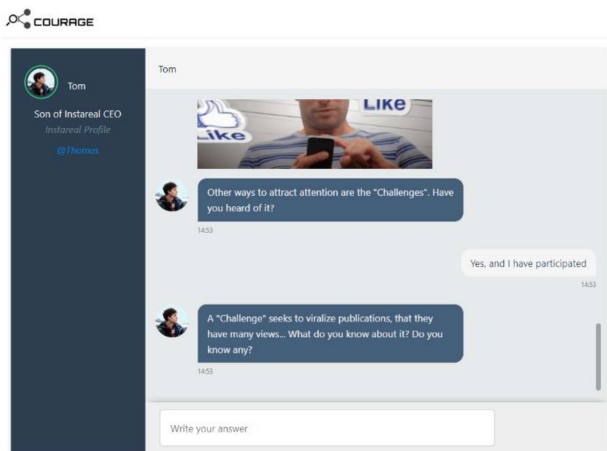 COURAGE
Tom
Son of Instareal CEO
Instareal Profile
@Thomas
Tom
Like
Like
Other ways to attract attention are the "Challenges". Have
you heard of it?
14:53
Yes, and I have participated
14:53
A "Challenge" seeks to viralize publications, that they
have many views... What do you know about it? Do you
know any?
14:53
Write your answer